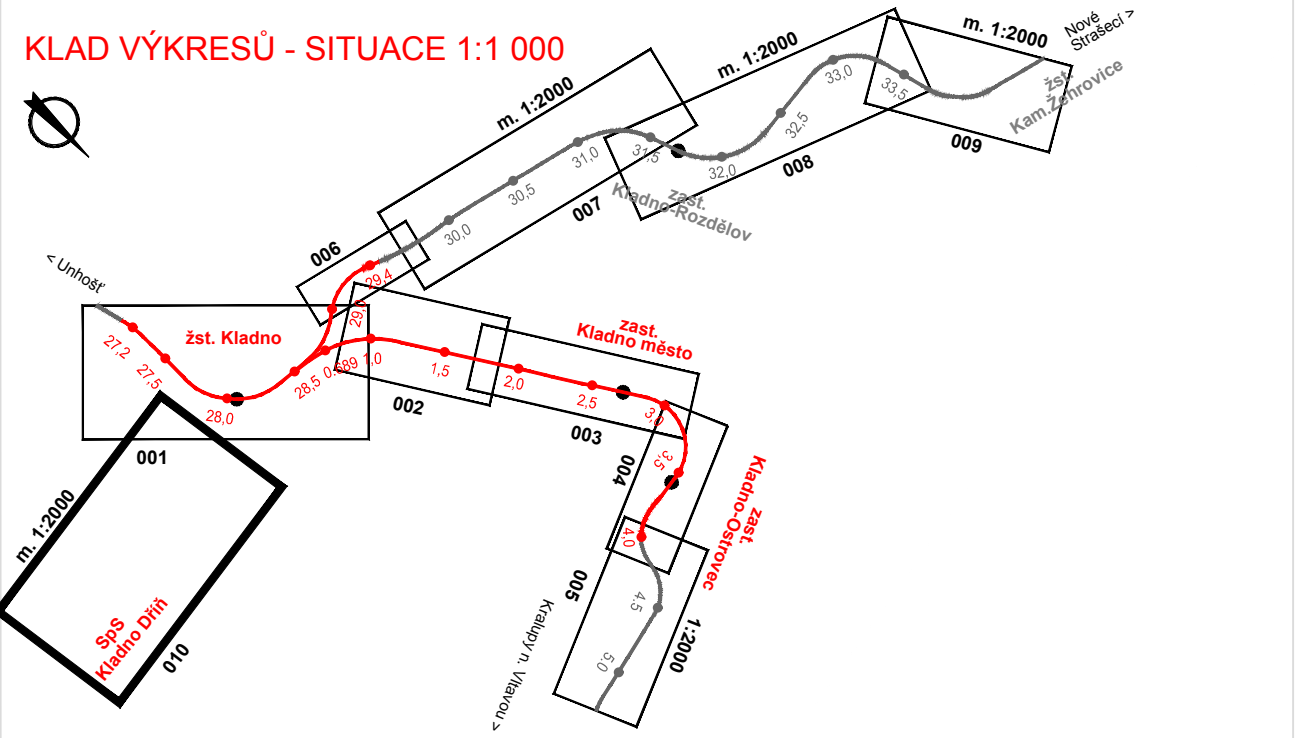 KLAD VÝKRESŮ - SITUACE 1:1 000
m. 1:2000
m. 1:2000
m. 1:2000
Nové
Strašecí >
žst.
Kam.Žehrovice
009
33,5
33,0
32,5
32,0
31,5
31,0
30,5
30,0
008
007
zast.
Kladno-Rozdělov
006
29,4
29,0
< Unhošť
žst. Kladno
27,2
27,5
28,0
28,5
0.689
1,0
1,5
2,0
2,5
3,0
3,5
4,0
4.5
5.0
zast.
Kladno město
001
002
003
004
005
zast.
Kladno-Ostrovec
1:2000
Kralupy n. Vltavou >
m. 1:2000
SpS
Kladno Dříň
010